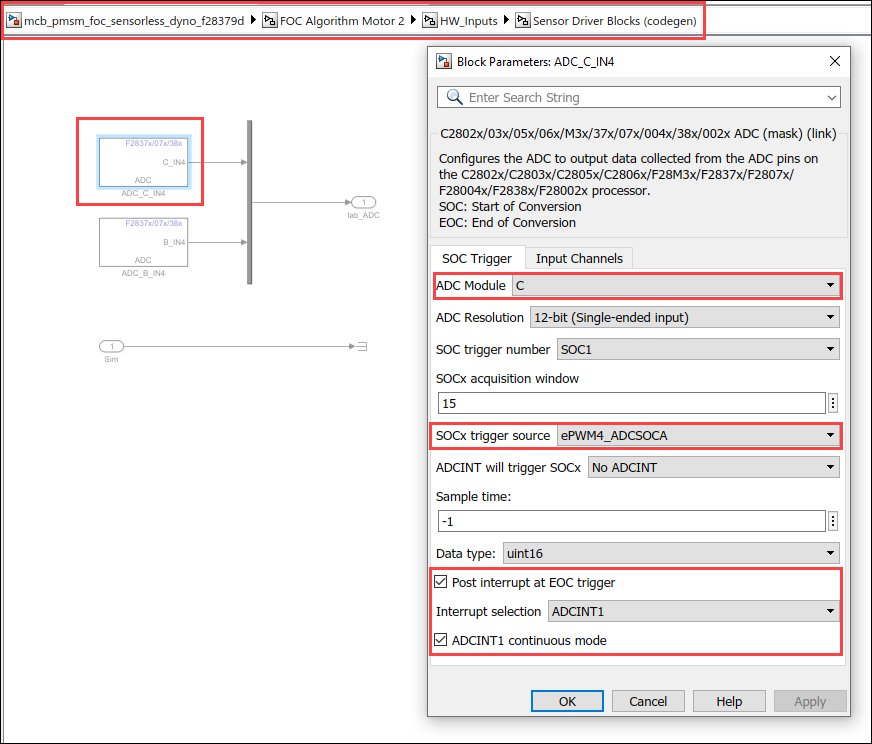 mcb_pmsm_foc_sensorless_dyno_f28379d FOC Algorithm Motor 2 HW_Inputs Sensor Driver Blocks (codegen)
F2837x/07x/38x
C_IN4
ADC
ADC_C_IN4
F2837x/07x/38x
B_IN4
ADC
ADC_B_IN4
1
Iab_ADC
1
Sim
Block Parameters: ADC_C_IN4
Enter Search String
C2802x/03x/05x/06x/M3x/37x/07x/004x/38x/002x ADC (mask) (link)
Configures the ADC to output data collected from the ADC pins on
the C2802x/C2803x/C2805x/C2806x/F28M3x/F2837x/F2807x/
F28004x/F2838x/F28002x processor.
SOC: Start of Conversion
EOC: End of Conversion
SOC Trigger Input Channels
ADC Module C
ADC Resolution 12-bit (Single-ended input)
SOC trigger number SOC1
SOCx acquisition window
15
SOCx trigger source ePWM4_ADCSOCA
ADCINT will trigger SOCx No ADCINT
Sample time:
-1
Data type: uint16
Post interrupt at EOC trigger
Interrupt selection ADCINT1
ADCINT1 continuous mode
OK Cancel Help Apply